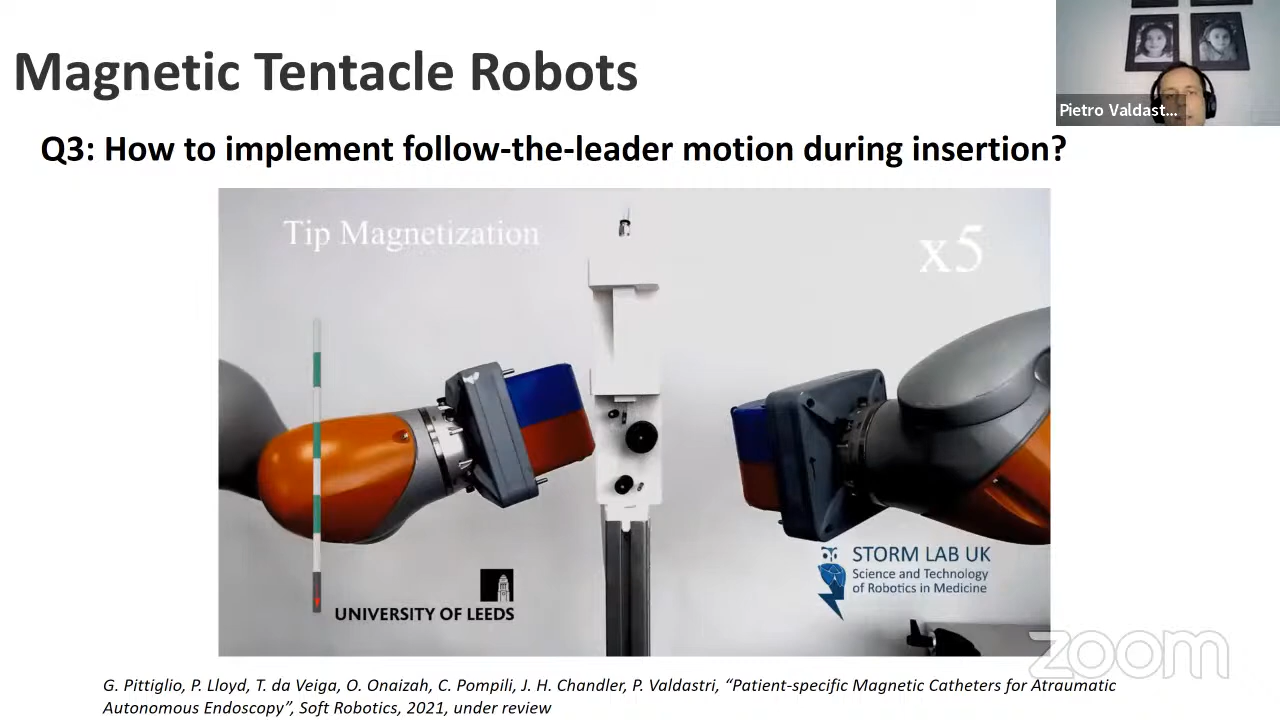 Magnetic Tentacle Robots
Pietro Valdast...
Q3: How to implement follow-the-leader motion during insertion?
Tip Magnetization
x5
STORM LAB UK
Science and Technology
of Robotics in Medicine
UNIVERSITY OF LEEDS
zoom
G. Pittiglio, P. Lloyd, T. da Veiga, O. Onaizah, C. Pompili, J. H. Chandler, P. Valdastri, “Patient-specific Magnetic Catheters for Atraumatic
Autonomous Endoscopy”, Soft Robotics, 2021, under review